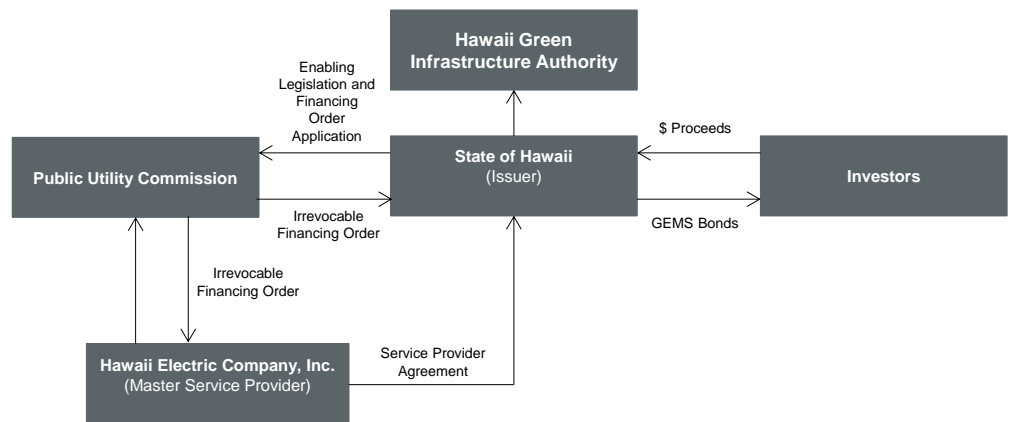 Hawaii Green
Infrastructure Authority
Enabling
Legislation and
Financing
Order
Application
$ Proceeds
Public Utility Commission
State of Hawaii
(Issuer)
Investors
Irrevocable
Financing Order
GEMS Bonds
Irrevocable
Financing Order
Hawaii Electric Company, Inc.
(Master Service Provider)
Service Provider
Agreement